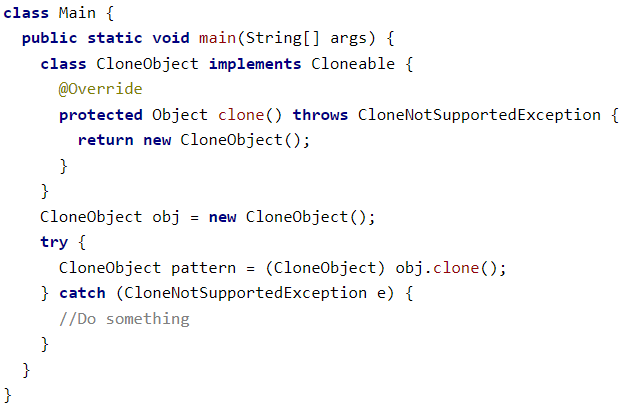 class Main {
  public static void main(String[] args) {
    class CloneObject implements Cloneable {
      @Override
      protected Object clone() throws CloneNotSupportedException {
        return new CloneObject();
      }
    }
    CloneObject obj = new CloneObject();
    try {
      CloneObject pattern = (CloneObject) obj.clone();
    } catch (CloneNotSupportedException e) {
      //Do something
    }
  }
}